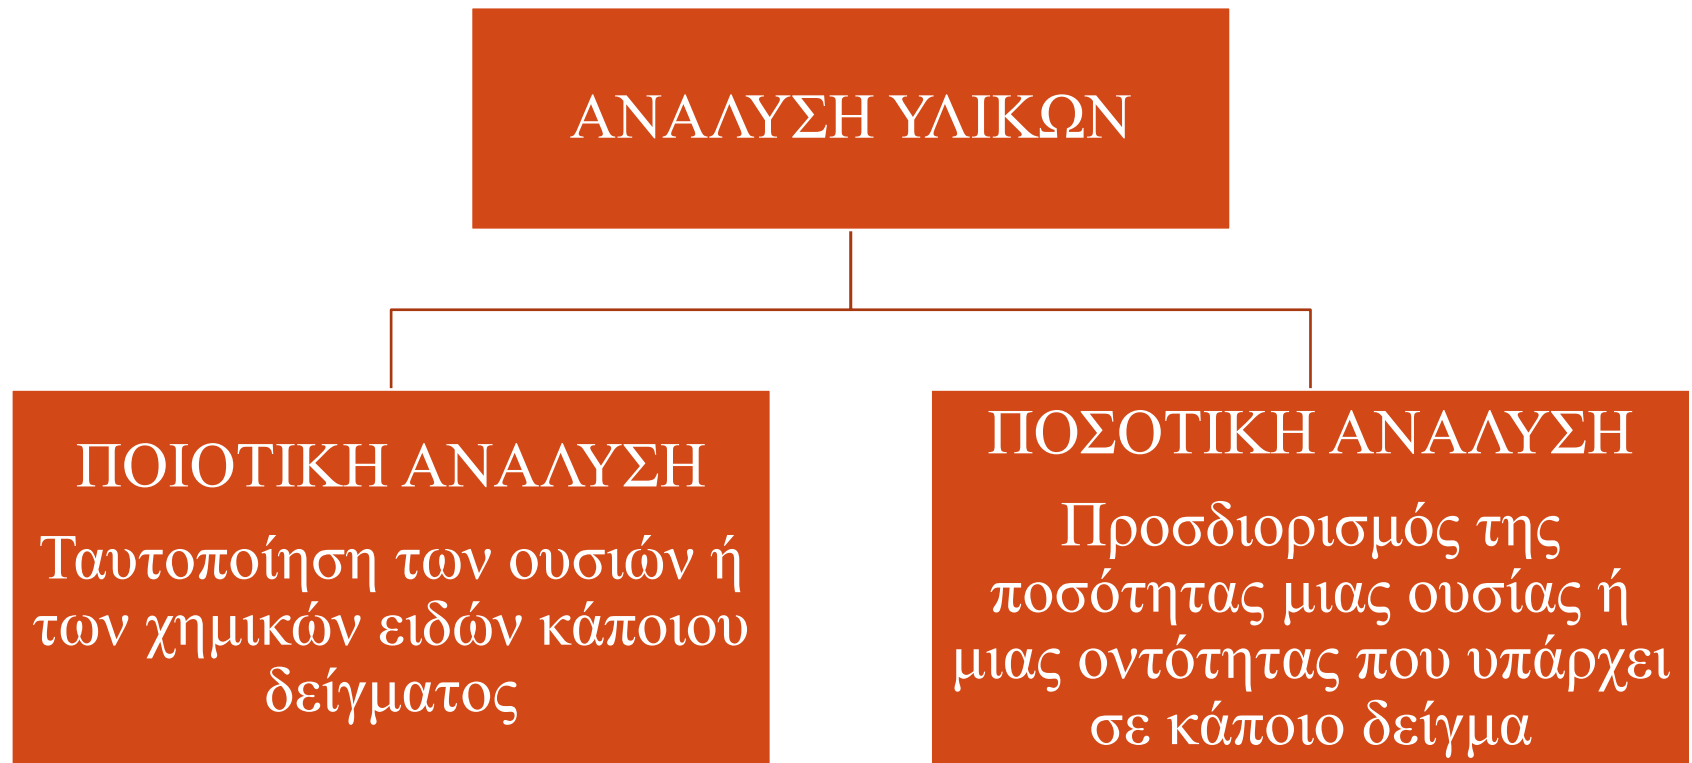 ΑΝΑΛΥΣΗ ΥΛΙΚΩΝ
ΠΟΙΟΤΙΚΗ ΑΝΑΛΥΣΗ
Ταυτοποίηση των ουσιών ή
των χημικών ειδών κάποιου
δείγματος
ΠΟΣΟΤΙΚΗ ΑΝΑΛΥΣΗ
Προσδιορισμός της
ποσότητας μιας ουσίας ή
μιας οντότητας που υπάρχει
σε κάποιο δείγμα